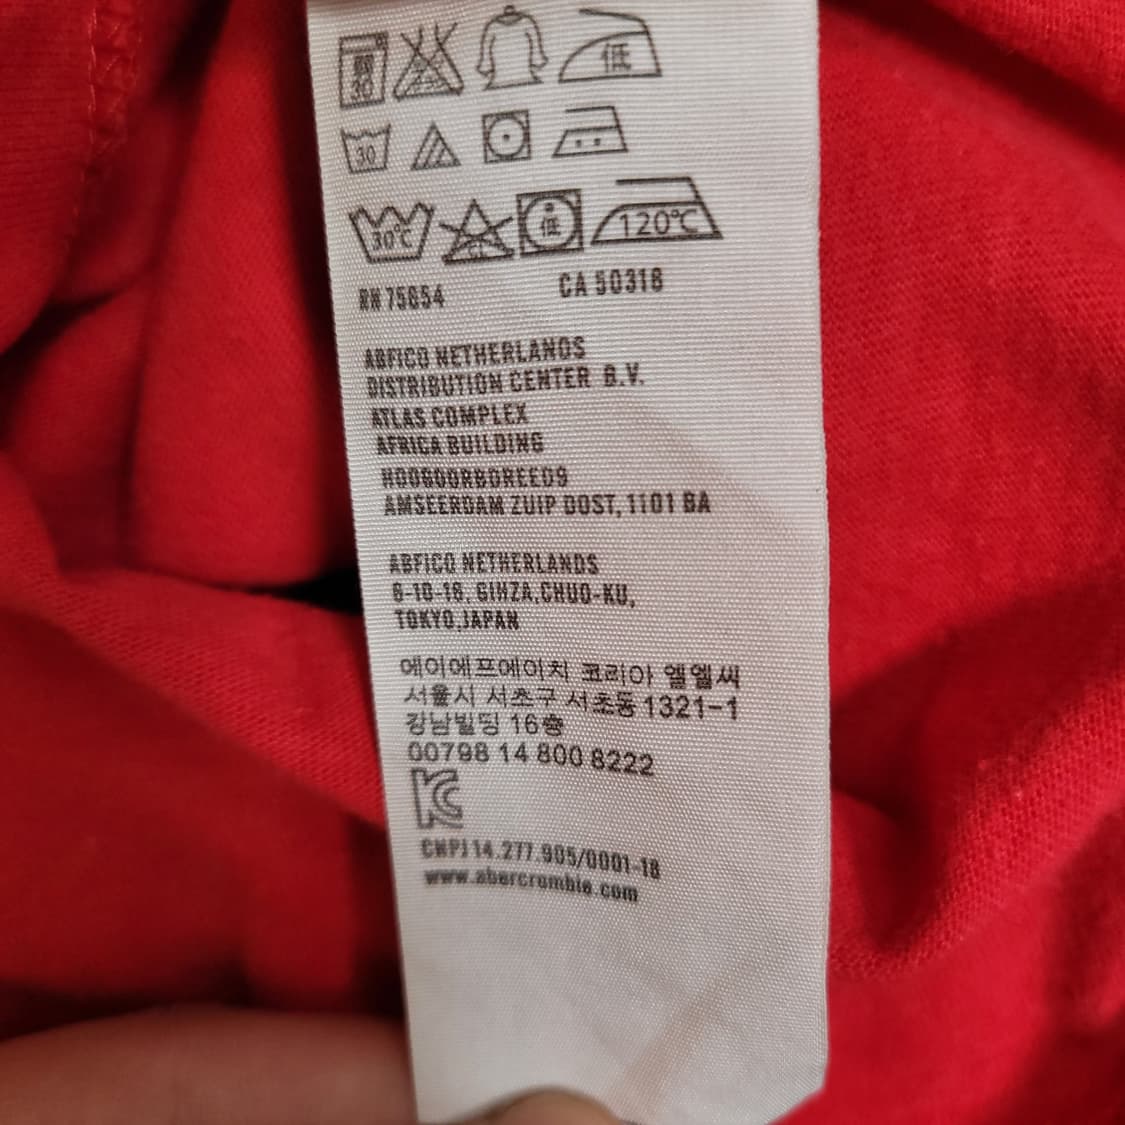 30
低
30
30℃
低
120℃
RN 75654
CA 50318
ABFICO NETHERLANDS
DISTRIBUTION CENTER B.V.
ATLAS COMPLEX
AFRICA BUILDING
HOOGOORBDREED9
AMSEERDAM ZUIP DOST, 1101 BA
ABFICO NETHERLANDS
6-10-16, GIHZA,CHUO-KU,
TOKYO,JAPAN
에이에프에이치 코리아 엘엘씨
서울시 서초구 서초동 1321-1
강남빌딩 16층
00798 14 800 8222
CNPJ 14.277.905/0001-18
www.abercrombie.com